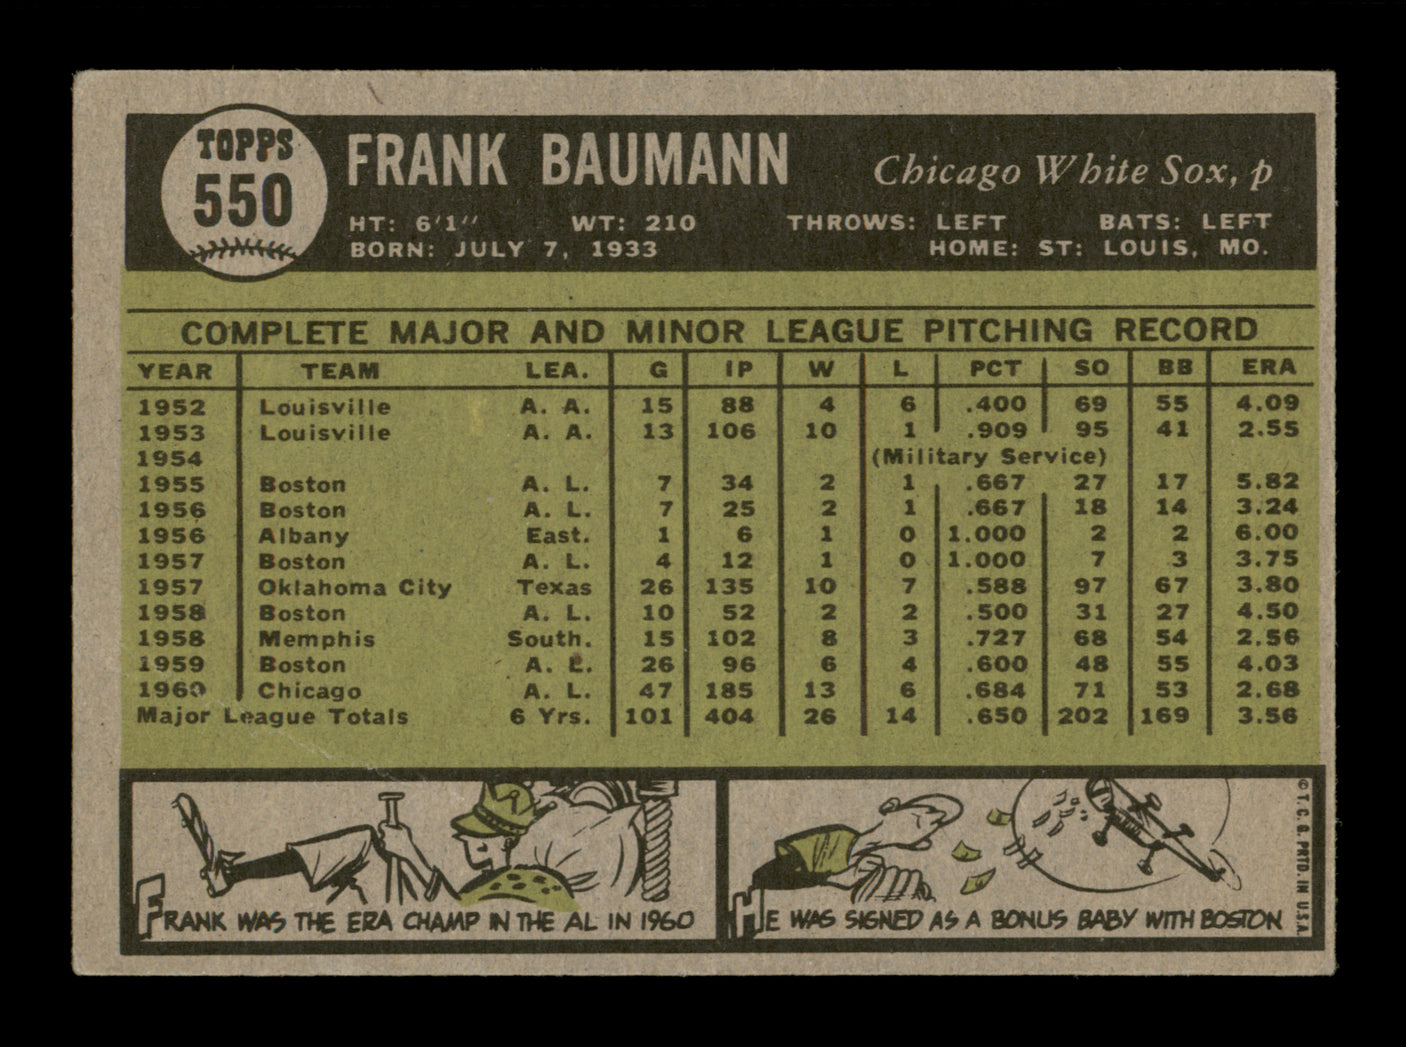 TOPPS
550
FRANK BAUMANN
Chicago White Sox, p
HT: 6'1" WT: 210 THROWS: LEFT BATS: LEFT
BORN: JULY 7, 1933 HOME: ST: LOUIS, MO.
COMPLETE MAJOR AND MINOR LEAGUE PITCHING RECORD
YEAR TEAM LEA. G IP W L PCT SO BB ERA
1952 Louisville A. A. 15 88 4 6 .400 69 55 4.09
1953 Louisville A. A. 13 106 10 1 .909 95 41 2.55
1954 (Military Service)
1955 Boston A. L. 7 34 2 1 .667 27 17 5.82
1956 Boston A. L. 7 25 2 1 .667 18 14 3.24
1956 Albany East. 1 6 1 0 1.000 2 2 6.00
1957 Boston A. L. 4 12 1 0 1.000 7 3 3.75
1957 Oklahoma City Texas 26 135 10 7 .588 97 67 3.80
1958 Boston A. L. 10 52 2 2 .500 31 27 4.50
1958 Memphis South. 15 102 8 3 .727 68 54 2.56
1959 Boston A. L. 26 96 6 4 .600 48 55 4.03
1960 Chicago A. L. 47 185 13 6 .684 71 53 2.68
Major League Totals 6 Yrs. 101 404 26 14 .650 202 169 3.56
FRANK WAS THE ERA CHAMP IN THE AL IN 1960
HE WAS SIGNED AS A BONUS BABY WITH BOSTON
© T. C. G. PRTD. IN U.S.A.